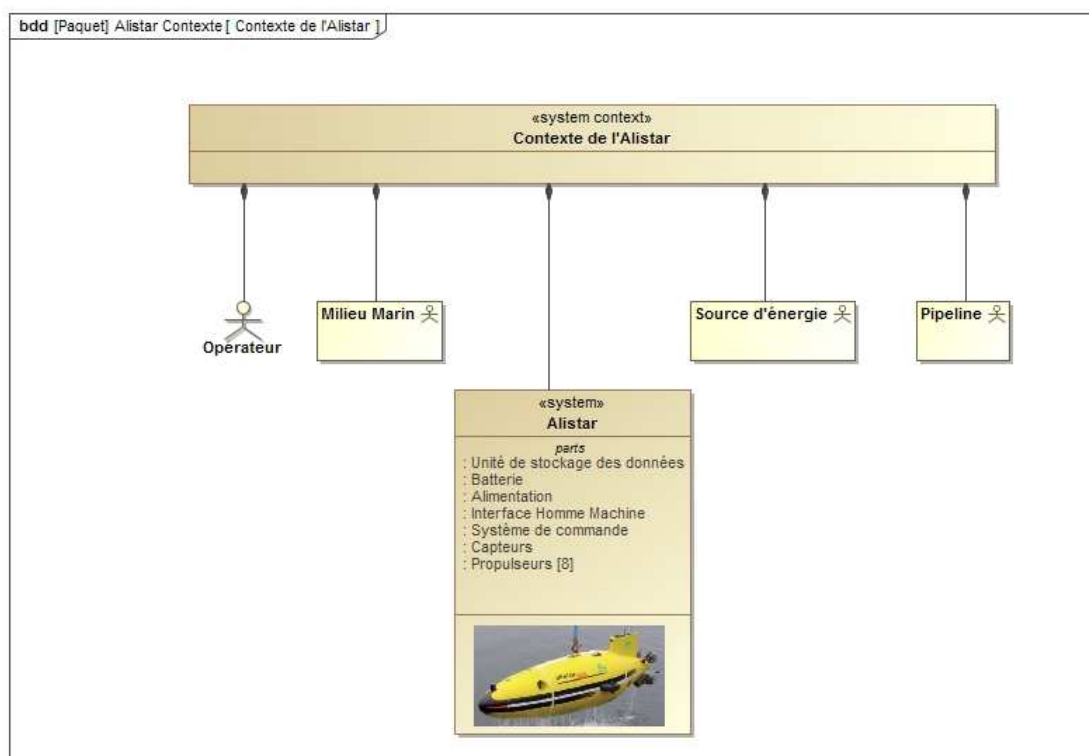 bdd [Paquet] Alistar Contexte [ Contexte de l'Alistar ]
«system context»
Contexte de l'Alistar
Opérateur
Milieu Marin
Source d'énergie
Pipeline
«system»
Alistar
parts
: Unité de stockage des données
: Batterie
: Alimentation
: Interface Homme Machine
: Système de commande
: Capteurs
: Propulseurs [8]